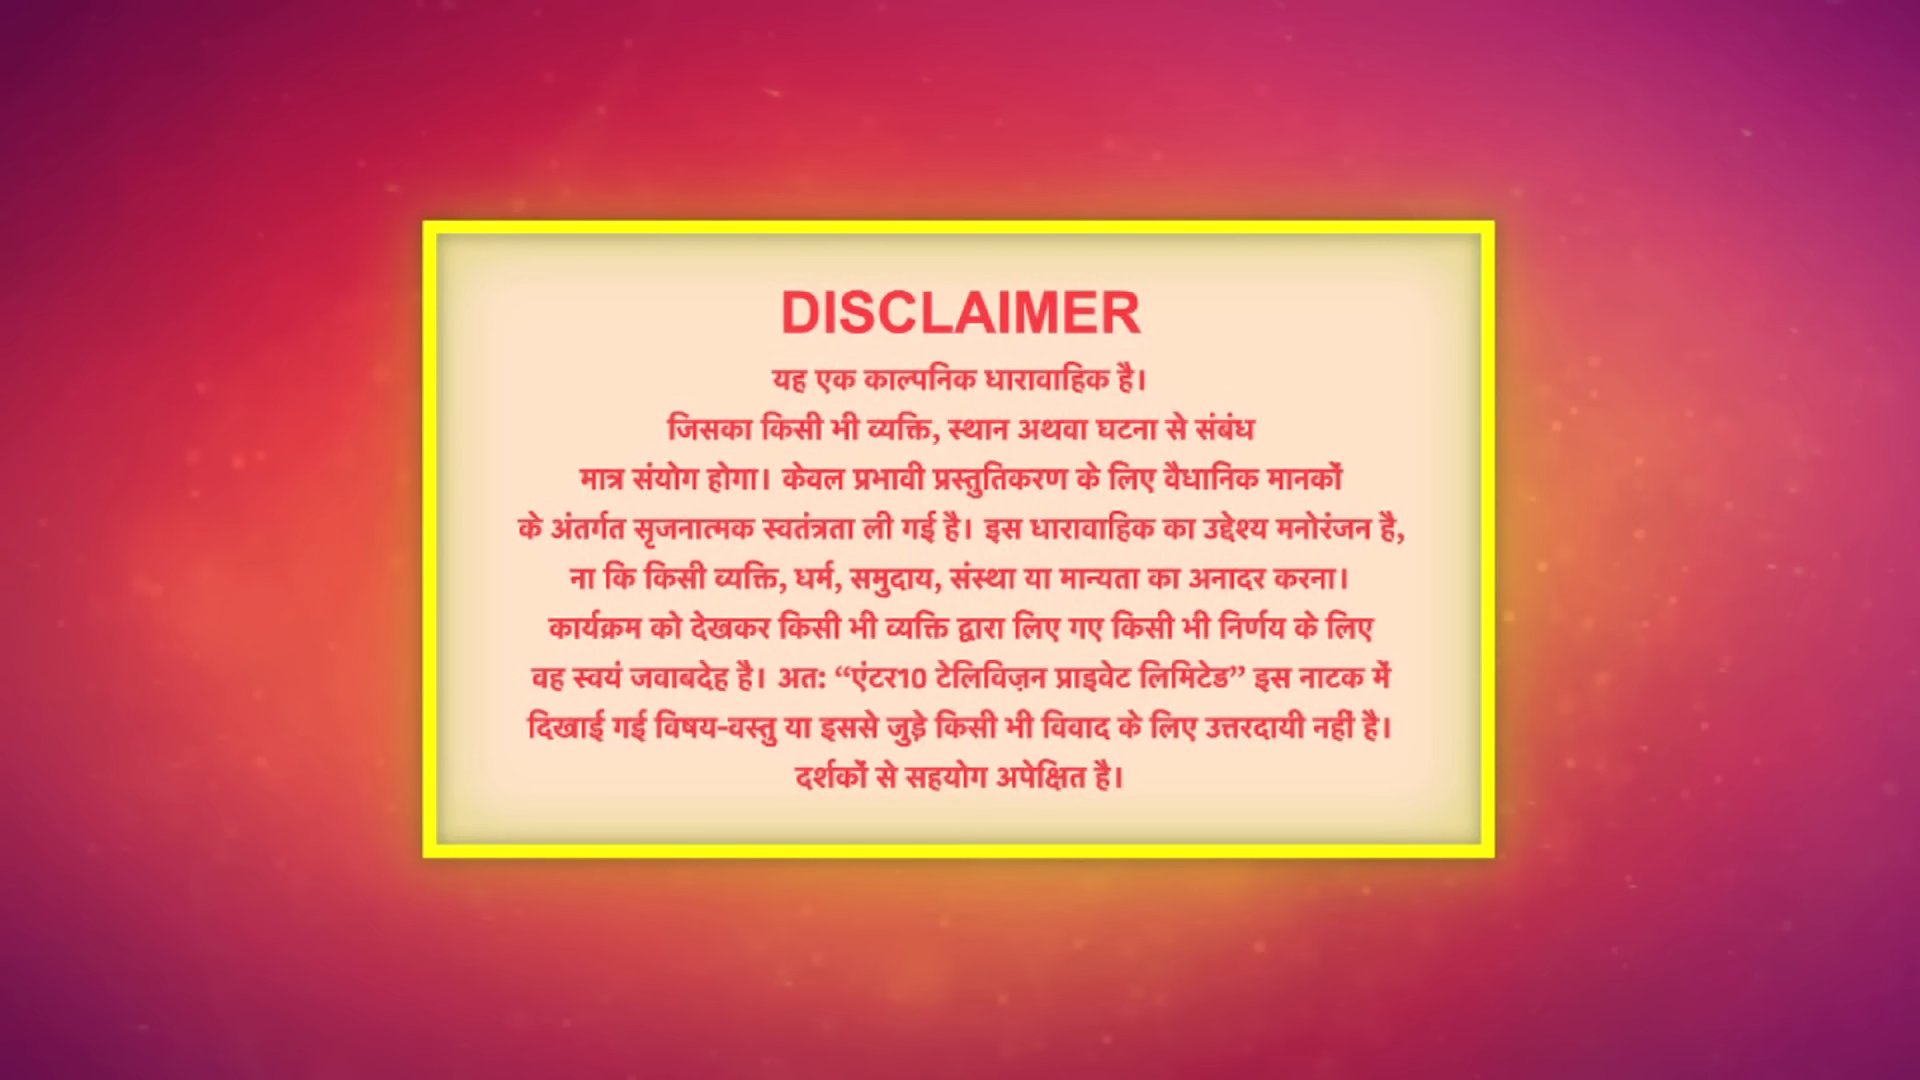 DISCLAIMER
यह एक काल्पनिक धारावाहिक है।
जिसका किसी भी व्यक्ति, स्थान अथवा घटना से संबंध
मात्र संयोग होगा। केवल प्रभावी प्रस्तुतिकरण के लिए वैधानिक मानकों
के अंतर्गत सृजनात्मक स्वतंत्रता ली गई है। इस धारावाहिक का उद्देश्य मनोरंजन है,
ना कि किसी व्यक्ति, धर्म, समुदाय, संस्था या मान्यता का अनादर करना।
कार्यक्रम को देखकर किसी भी व्यक्ति द्वारा लिए गए किसी भी निर्णय के लिए
वह स्वयं जवाबदेह है। अत: “एंटर10 टेलिविज़न प्राइवेट लिमिटेड” इस नाटक में
दिखाई गई विषय-वस्तु या इससे जुड़े किसी भी विवाद के लिए उत्तरदायी नहीं है।
दर्शकों से सहयोग अपेक्षित है।